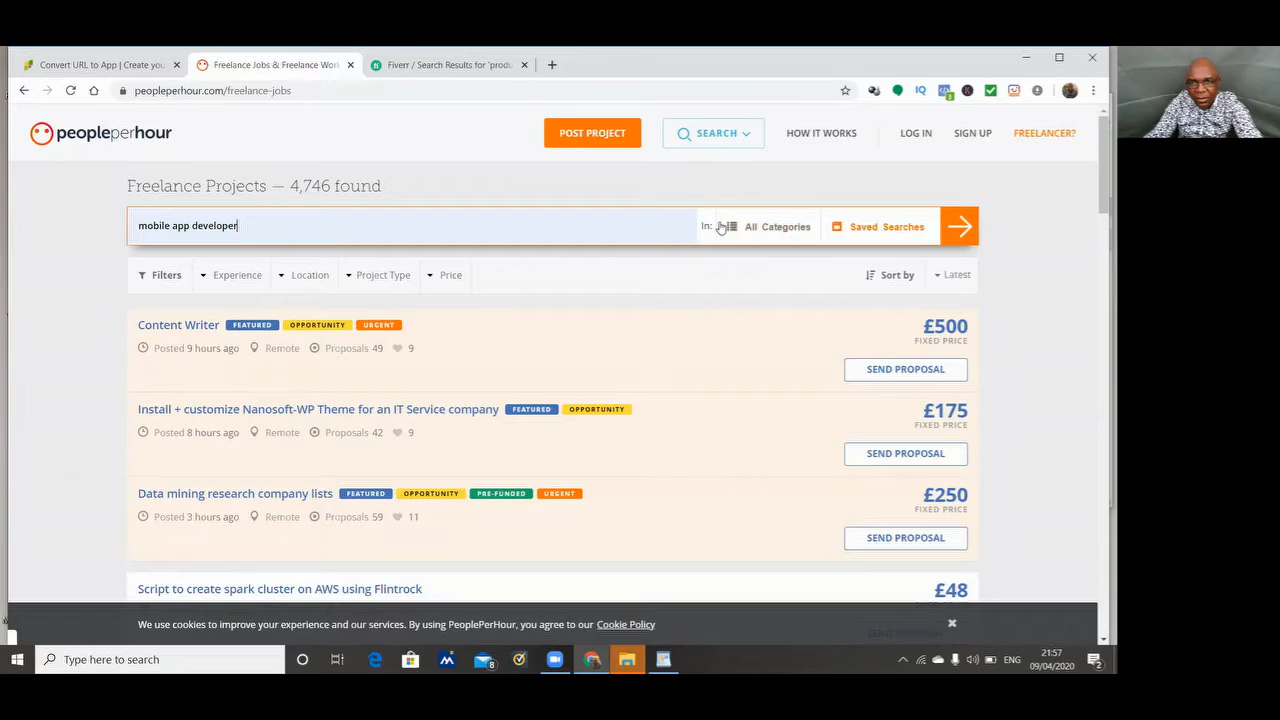 Convert URL to App | Create you
Freelance Jobs & Freelance Wor
Fiverr / Search Results for 'produ
peopleperhour.com/freelance-jobs
peopleperhour
POST PROJECT
SEARCH
HOW IT WORKS
LOG IN
SIGN UP
FREELANCER?
Freelance Projects — 4,746 found
mobile app developer
In:
All Categories
Saved Searches
Filters
Experience
Location
Project Type
Price
Sort by
Latest
Content Writer FEATURED OPPORTUNITY URGENT
£500
FIXED PRICE
Posted 9 hours ago Remote Proposals 49 9
SEND PROPOSAL
Install + customize Nanosoft-WP Theme for an IT Service company FEATURED OPPORTUNITY
£175
FIXED PRICE
Posted 8 hours ago Remote Proposals 42 9
SEND PROPOSAL
Data mining research company lists FEATURED OPPORTUNITY PRE-FUNDED URGENT
£250
FIXED PRICE
Posted 3 hours ago Remote Proposals 59 11
SEND PROPOSAL
Script to create spark cluster on AWS using Flintrock
£48
We use cookies to improve your experience and our services. By using PeoplePerHour, you agree to our Cookie Policy
Type here to search
8
ENG
21:57
09/04/2020
2